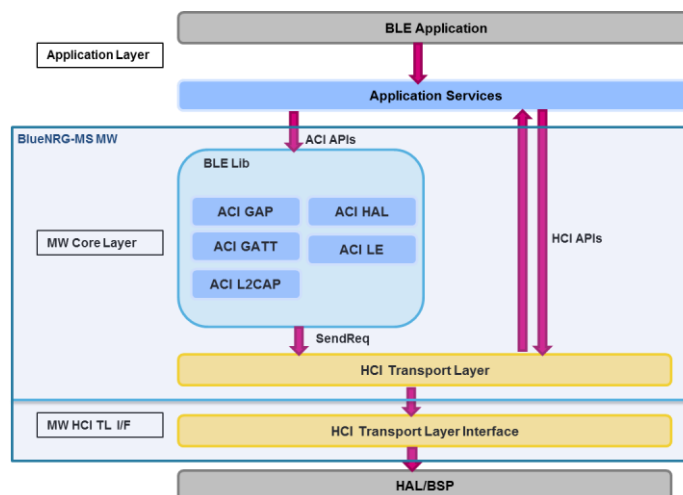 BLE Application
Application Layer
Application Services
BlueNRG-MS MW
ACI APIs
BLE Lib
ACI GAP
ACI HAL
ACI GATT
ACI LE
ACI L2CAP
MW Core Layer
HCI APIs
SendReq
HCI Transport Layer
MW HCI TL I/F
HCI Transport Layer Interface
HAL/BSP